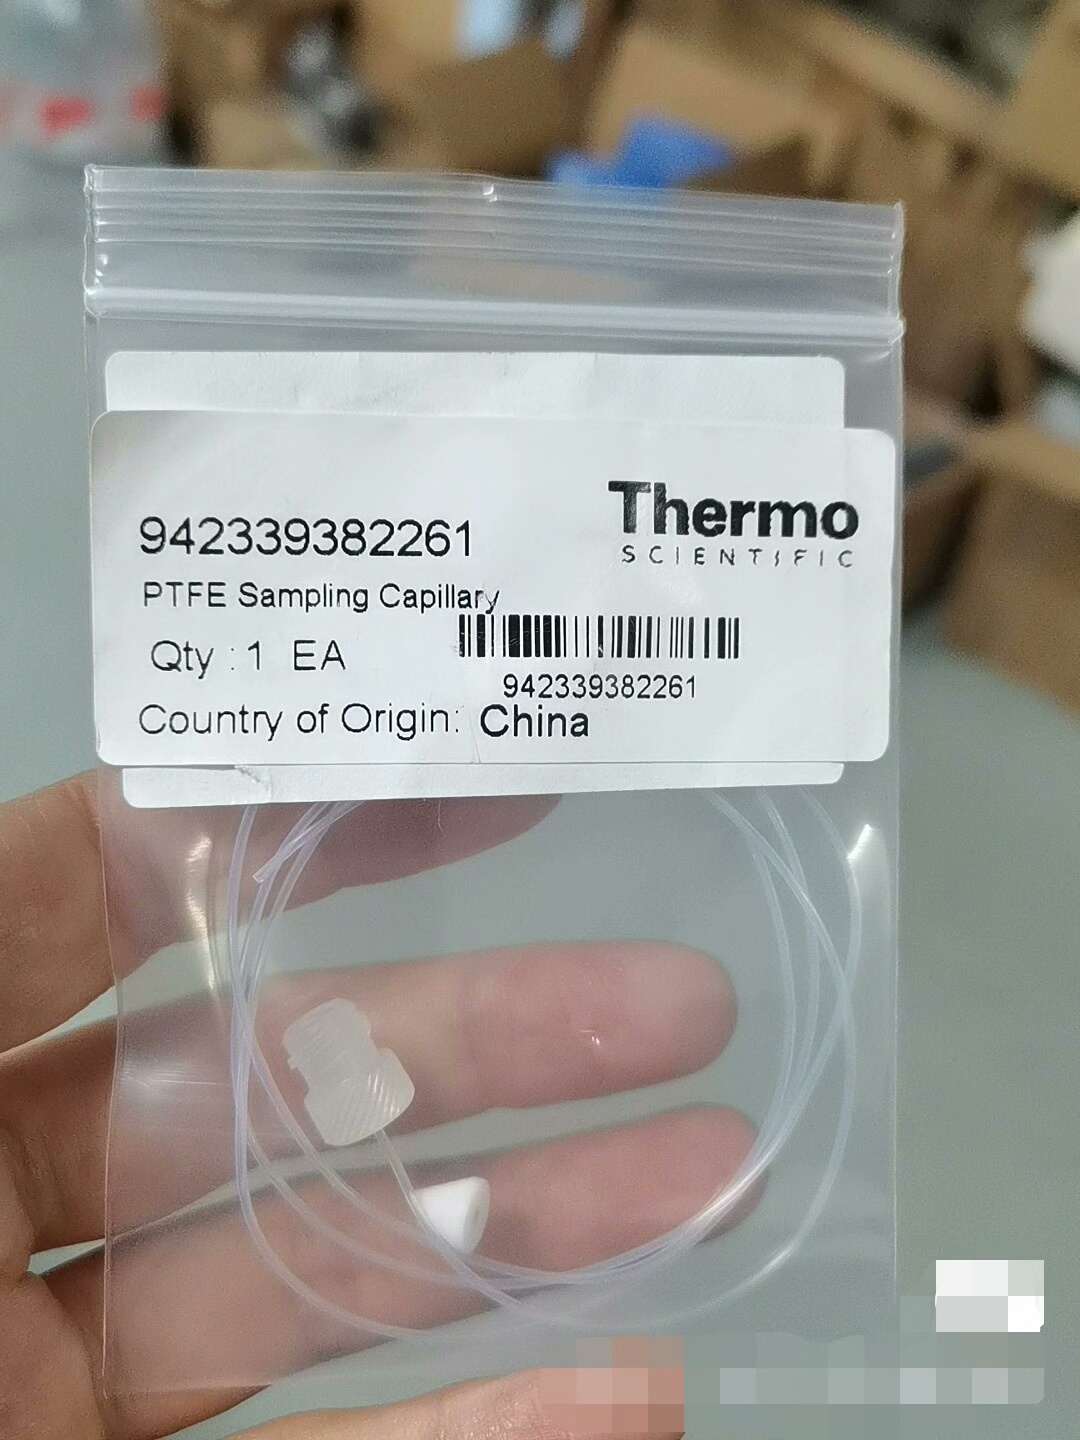 Thermo
SCIENTIFIC
942339382261
PTFE Sampling Capillary
Qty : 1 EA
942339382261
Country of Origin: China